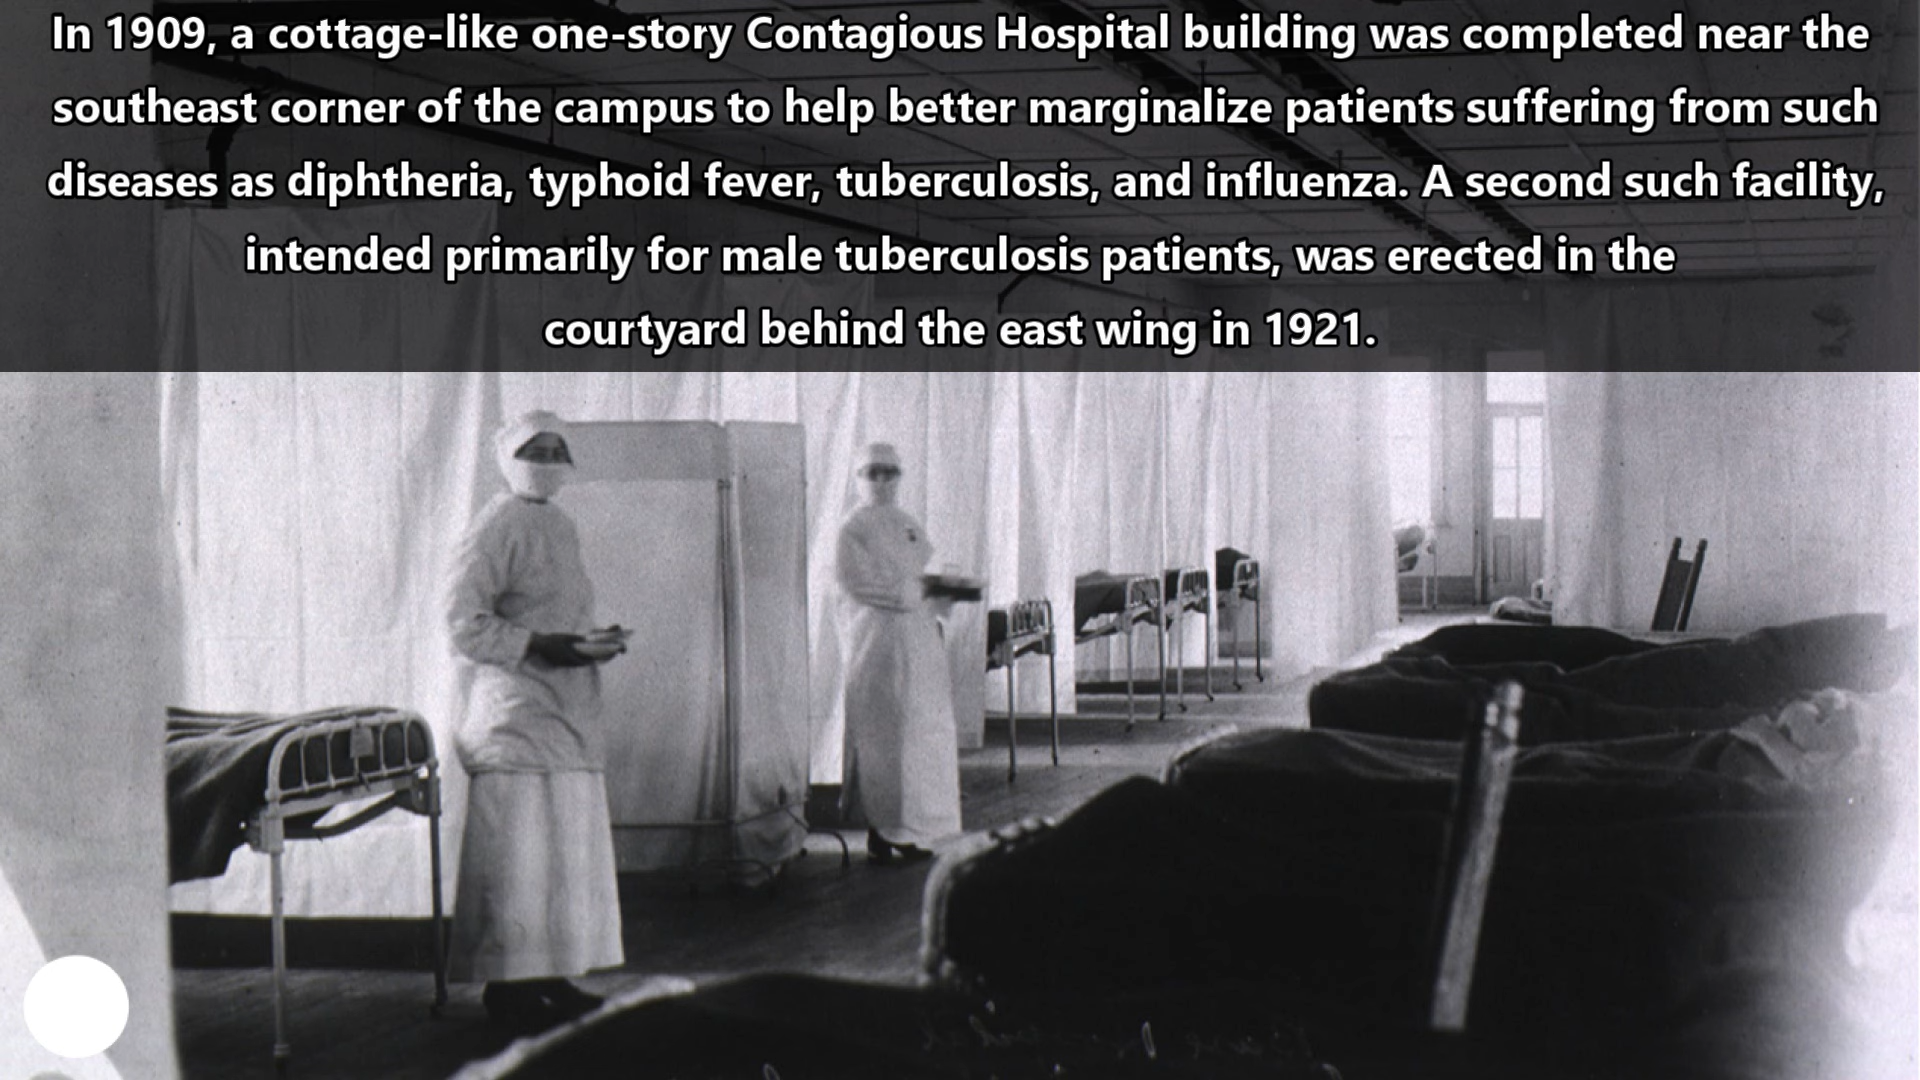 In 1909, a cottage-like one-story Contagious Hospital building was completed near the
southeast corner of the campus to help better marginalize patients suffering from such
diseases as diphtheria, typhoid fever, tuberculosis, and influenza. A second such facility,
intended primarily for male tuberculosis patients, was erected in the
courtyard behind the east wing in 1921.